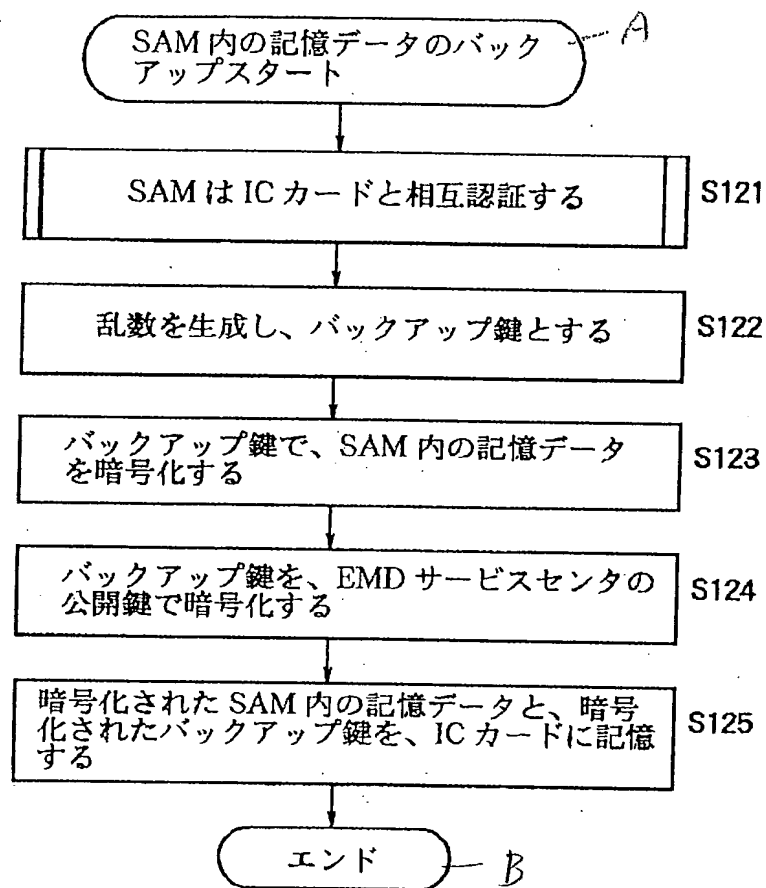 SAM 内の記憶データのバック
アップスタート
A
SAM は IC カードと相互認証する
S121
乱数を生成し、バックアップ鍵とする
S122
バックアップ鍵で、SAM 内の記憶データ
を暗号化する
S123
バックアップ鍵を、EMD サービスセンタの
公開鍵で暗号化する
S124
暗号化された SAM 内の記憶データと、暗号
化されたバックアップ鍵を、IC カードに記憶
する
S125
エンド
B